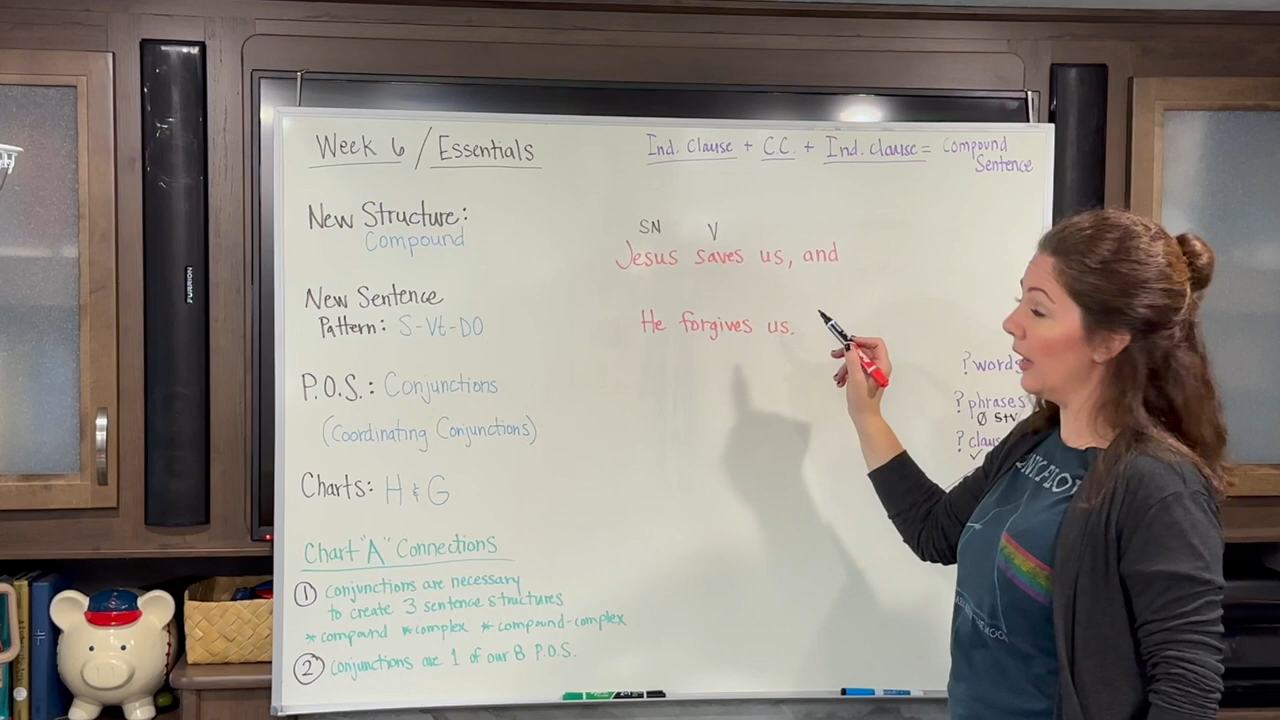 Week 6 / Essentials
New Structure:
Compound
New Sentence
Pattern: S-Vt-DO
P.O.S.: Conjunctions
(Coordinating Conjunctions)
Charts: H & G
Chart "A" Connections
① conjunctions are necessary
to create 3 sentence structures
* compound * complex * compound-complex
② conjunctions are 1 of our 8 P.O.S.
Ind. Clause + C.C. + Ind. clause = Compound
Sentence
SN V
Jesus saves us, and
He forgives us.
? words
? phrases
Ø S+V
FURRION